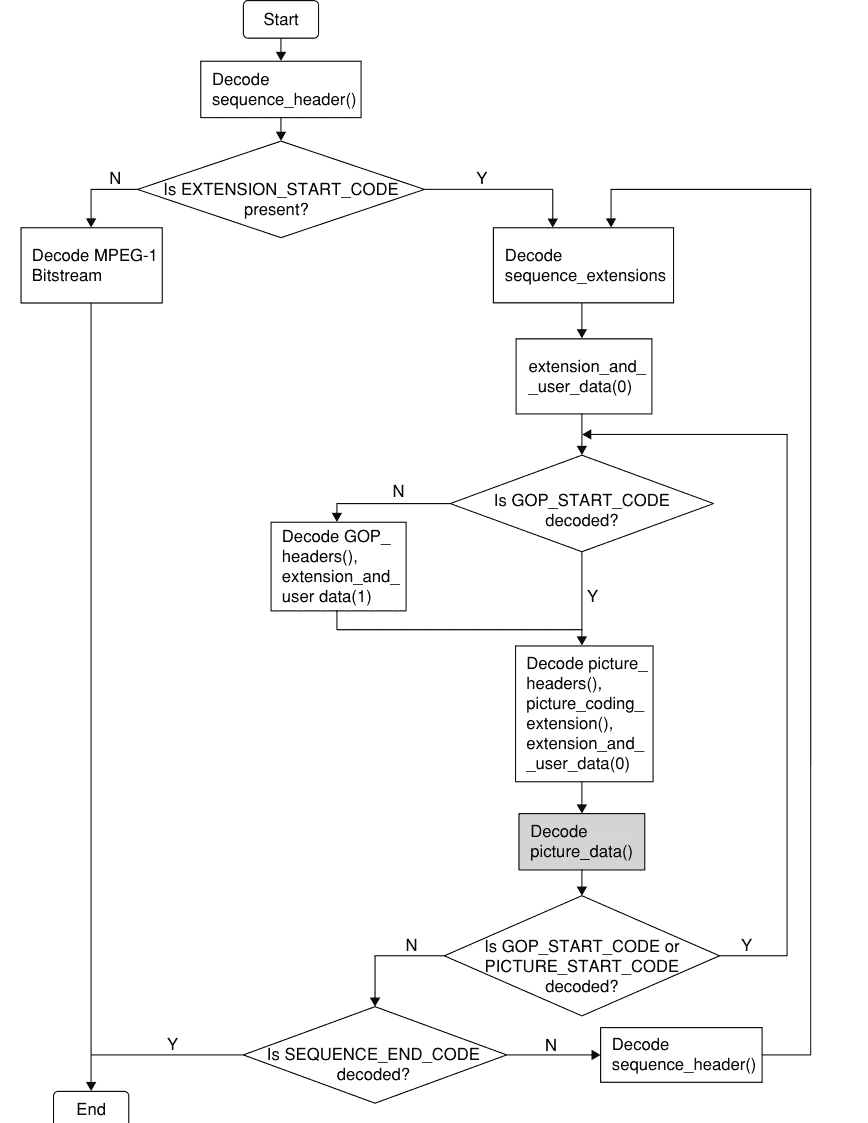 Start
Decode
sequence_header()
Is EXTENSION_START_CODE
present?
N
Y
Decode MPEG-1
Bitstream
Decode
sequence_extensions
extension_and_
_user_data(0)
Is GOP_START_CODE
decoded?
N
Decode GOP_
headers(),
extension_and_
user data(1)
Y
Decode picture_
headers(),
picture_coding_
extension(),
extension_and_
_user_data(0)
Decode
picture_data()
Is GOP_START_CODE or
PICTURE_START_CODE
decoded?
N
Y
Is SEQUENCE_END_CODE
decoded?
Y
N
Decode
sequence_header()
End